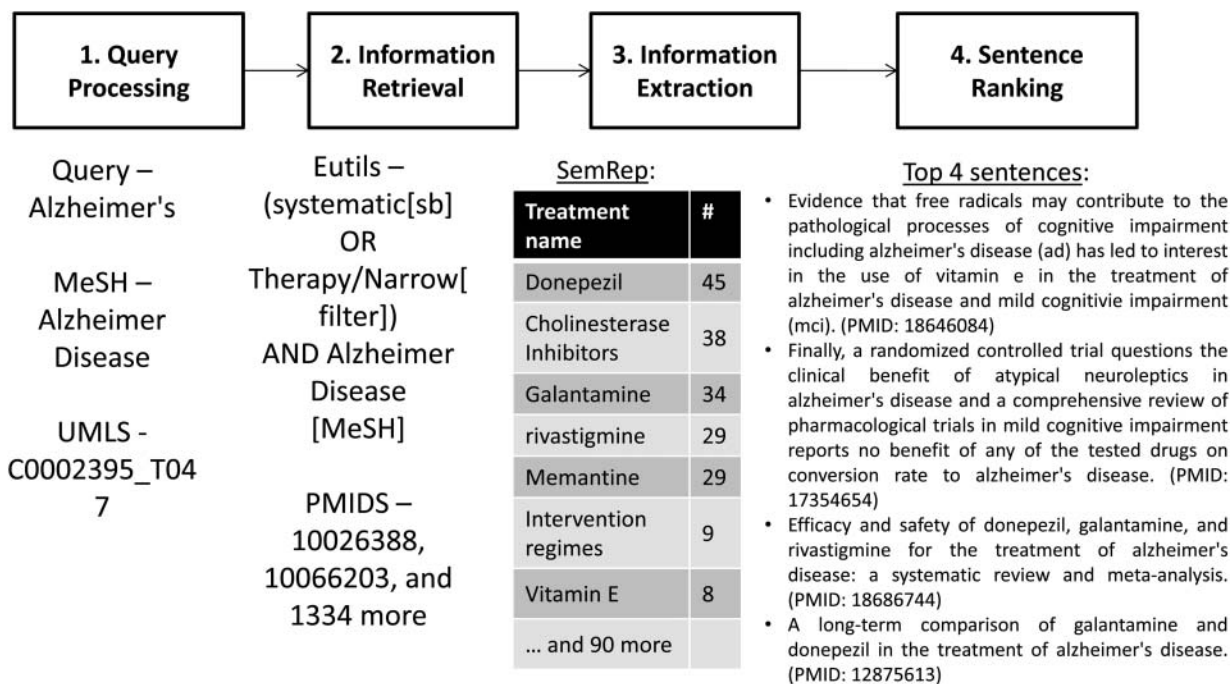 1. Query
Processing
2. Information
Retrieval
3. Information
Extraction
4. Sentence
Ranking
Query –
Alzheimer's
MeSH –
Alzheimer
Disease
UMLS -
C0002395_T04
7
Eutils –
(systematic[sb]
OR
Therapy/Narrow[
filter])
AND Alzheimer
Disease
[MeSH]
PMIDS –
10026388,
10066203, and
1334 more
SemRep:
Treatment name #
Donepezil 45
Cholinesterase
Inhibitors 38
Galantamine 34
rivastigmine 29
Memantine 29
Intervention
regimes 9
Vitamin E 8
... and 90 more
Top 4 sentences:
• Evidence that free radicals may contribute to the
pathological processes of cognitive impairment
including alzheimer's disease (ad) has led to interest
in the use of vitamin e in the treatment of
alzheimer's disease and mild cognitivie impairment
(mci). (PMID: 18646084)
• Finally, a randomized controlled trial questions the
clinical benefit of atypical neuroleptics in
alzheimer's disease and a comprehensive review of
pharmacological trials in mild cognitive impairment
reports no benefit of any of the tested drugs on
conversion rate to alzheimer's disease. (PMID:
17354654)
• Efficacy and safety of donepezil, galantamine, and
rivastigmine for the treatment of alzheimer's
disease: a systematic review and meta-analysis.
(PMID: 18686744)
• A long-term comparison of galantamine and
donepezil in the treatment of alzheimer's disease.
(PMID: 12875613)